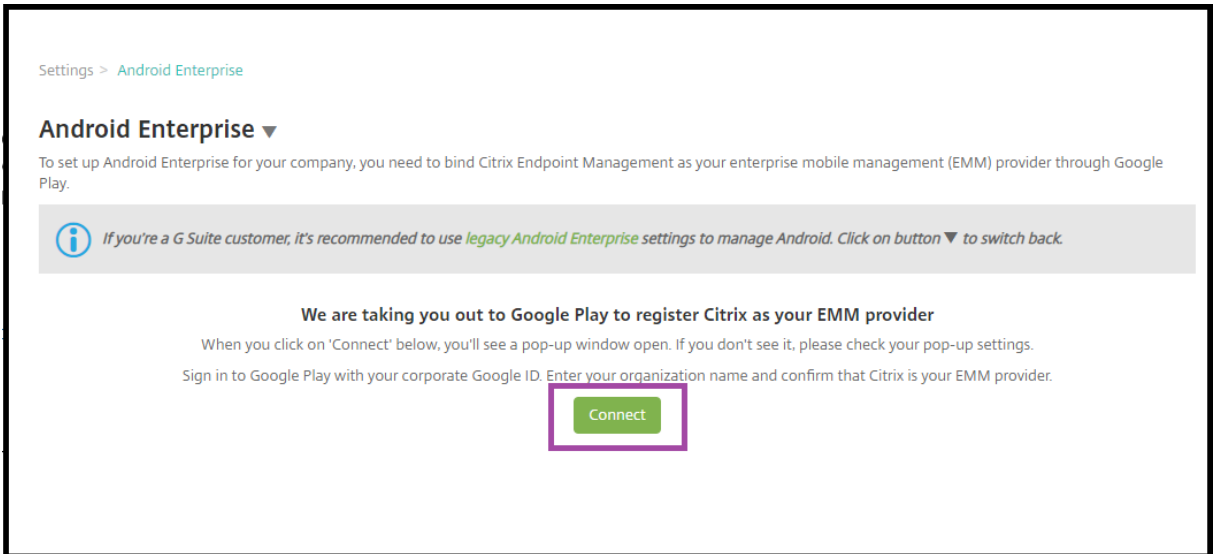 Settings > Android Enterprise
Android Enterprise ▼
To set up Android Enterprise for your company, you need to bind Citrix Endpoint Management as your enterprise mobile management (EMM) provider through Google
Play.
If you're a G Suite customer, it's recommended to use legacy Android Enterprise settings to manage Android. Click on button ▼ to switch back.
We are taking you out to Google Play to register Citrix as your EMM provider
When you click on 'Connect' below, you'll see a pop-up window open. If you don't see it, please check your pop-up settings.
Sign in to Google Play with your corporate Google ID. Enter your organization name and confirm that Citrix is your EMM provider.
Connect